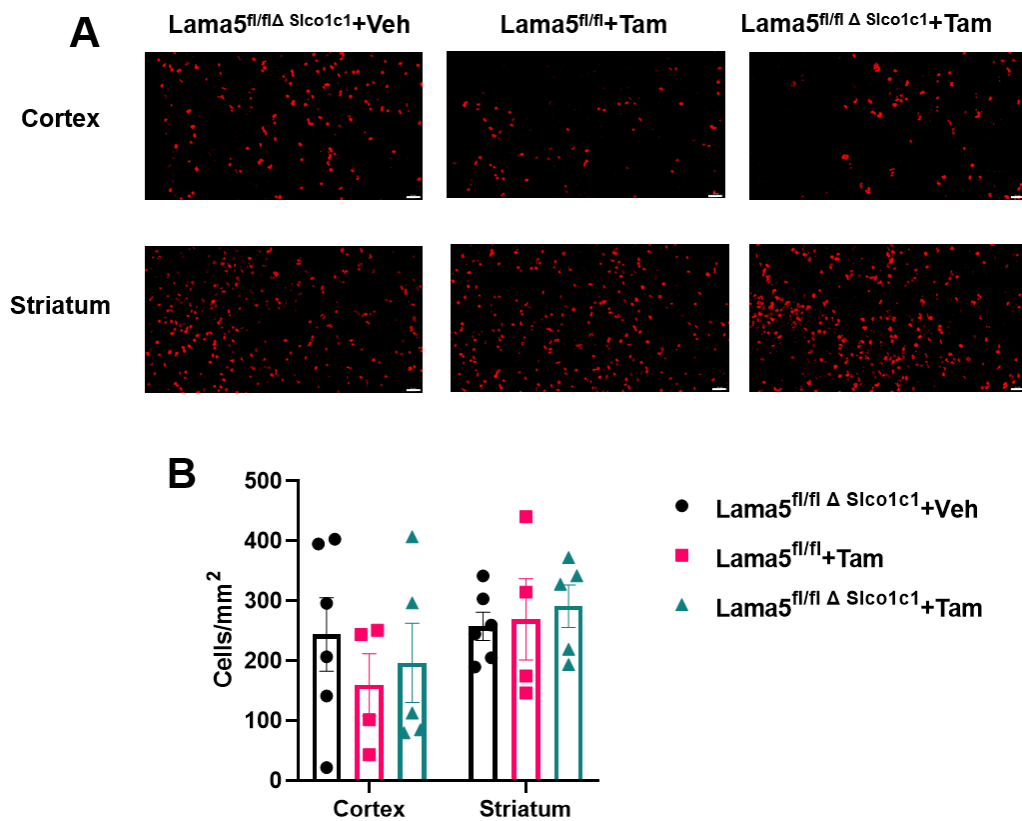 A
Lama5fl/flΔ Slco1c1+Veh
Lama5fl/fl+Tam
Lama5fl/fl Δ Slco1c1+Tam
Cortex
Striatum
B
500
400
300
200
100
0
Cells/mm2
Cortex
Striatum
Lama5fl/fl Δ Slco1c1+Veh
Lama5fl/fl+Tam
Lama5fl/fl Δ Slco1c1+Tam